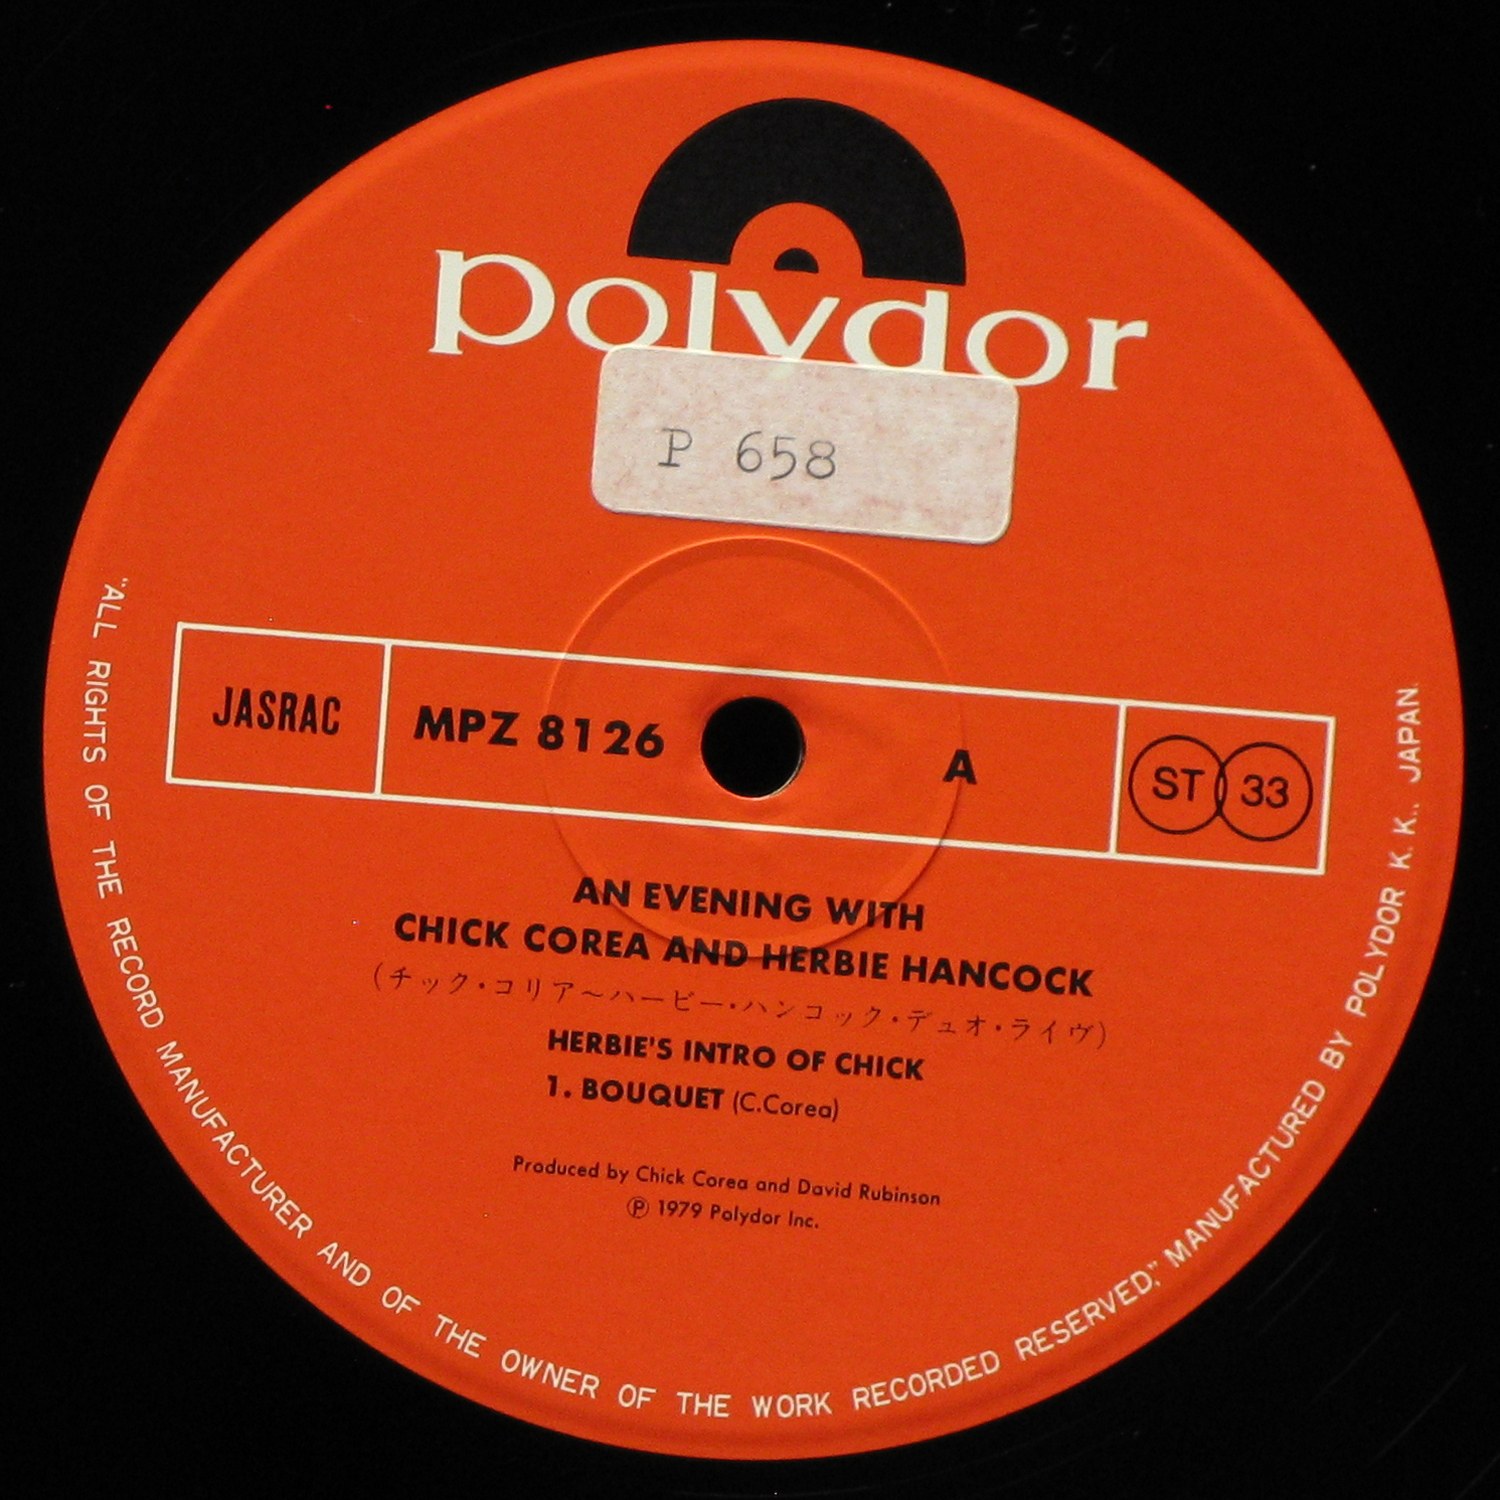 polydor
P 658
JASRAC
MPZ 8126
A
ST 33
AN EVENING WITH
CHICK COREA AND HERBIE HANCOCK
(チック・コリア〜ハービー・ハンコック・デュオ・ライヴ)
HERBIE'S INTRO OF CHICK
1. BOUQUET (C.Corea)
Produced by Chick Corea and David Rubinson
Ⓟ 1979 Polydor Inc.
"ALL RIGHTS OF THE RECORD MANUFACTURER AND OF THE OWNER OF THE WORK RECORDED RESERVED," MANUFACTURED BY POLYDOR K. K., JAPAN.